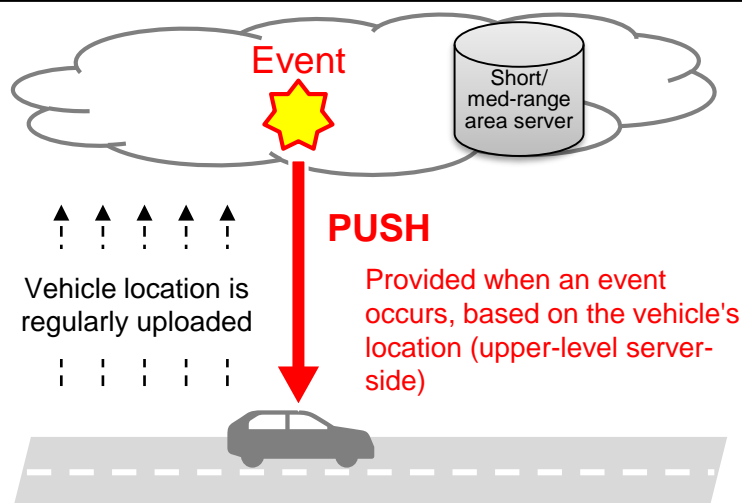 Event
Short/
med-range
area server
PUSH
Vehicle location is
regularly uploaded
Provided when an event
occurs, based on the vehicle's
location (upper-level server-
side)